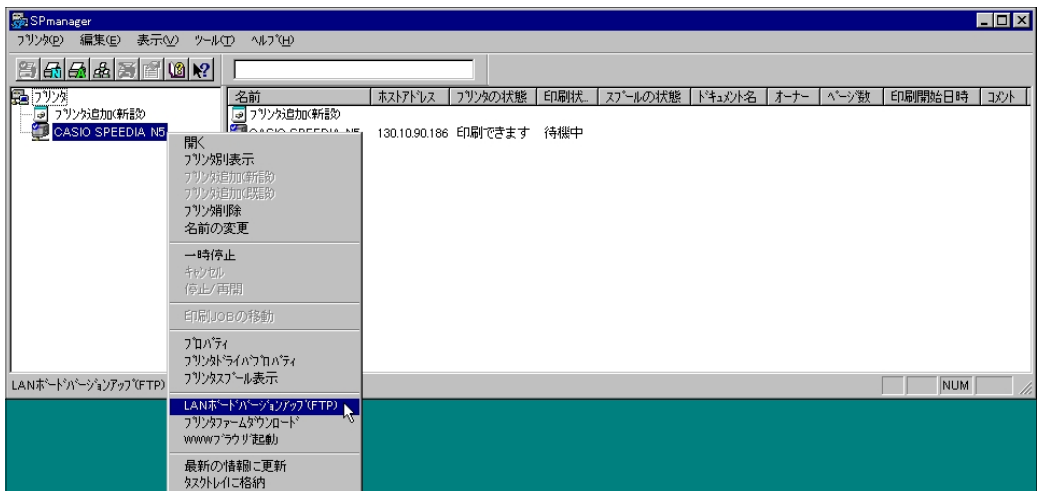 SPmanager
プリンタ(P) 編集(E) 表示(V) ツール(T) ヘルプ(H)
プリンタ
プリンタ追加(新設)
CASIO SPEEDIA N5
名前 ホストアドレス プリンタの状態 印刷状... スプールの状態 ドキュメント名 オーナー ページ数 印刷開始日時 コメント
プリンタ追加(新設)
CASIO SPEEDIA N5 130.10.90.186 印刷できます 待機中
開く
プリンタ別表示
プリンタ追加(新設)
プリンタ追加(既設)
プリンタ削除
名前の変更
一時停止
キャンセル
停止/再開
印刷JOBの移動
プロパティ
プリンタドライバプロパティ
プリンタスプール表示
LANボードバージョンアップ(FTP)
プリンタファームダウンロード
wwwブラウザ起動
最新の情報に更新
タスクトレイに格納
LANボードバージョンアップ(FTP)
NUM